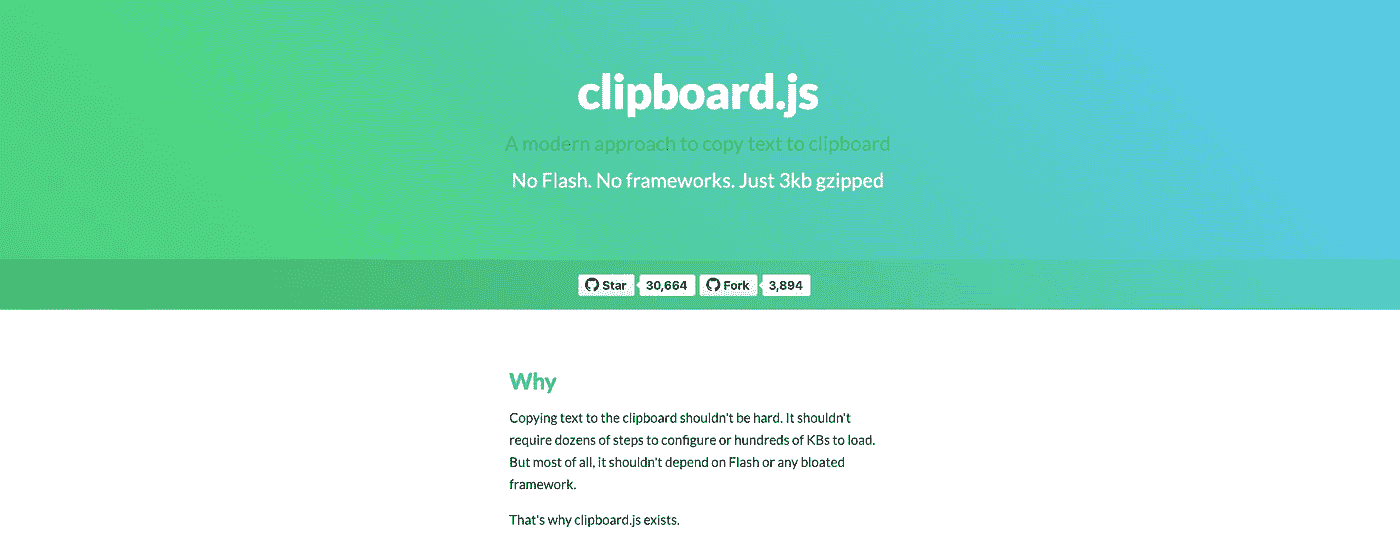 clipboard.js
A modern approach to copy text to clipboard
No Flash. No frameworks. Just 3kb gzipped
Star 30,664 Fork 3,894
Why
Copying text to the clipboard shouldn't be hard. It shouldn't
require dozens of steps to configure or hundreds of KBs to load.
But most of all, it shouldn't depend on Flash or any bloated
framework.
That's why clipboard.js exists.